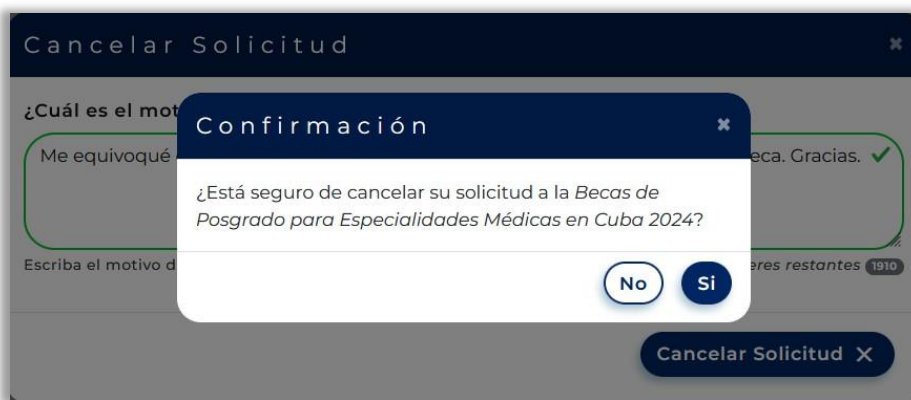 Cancelar Solicitud
¿Cuál es el mot
Confirmación
Me equivoqué
eca. Gracias.
¿Está seguro de cancelar su solicitud a la Becas de
Posgrado para Especialidades Médicas en Cuba 2024?
Escriba el motivo d
eres restantes 1910
No
Si
Cancelar Solicitud